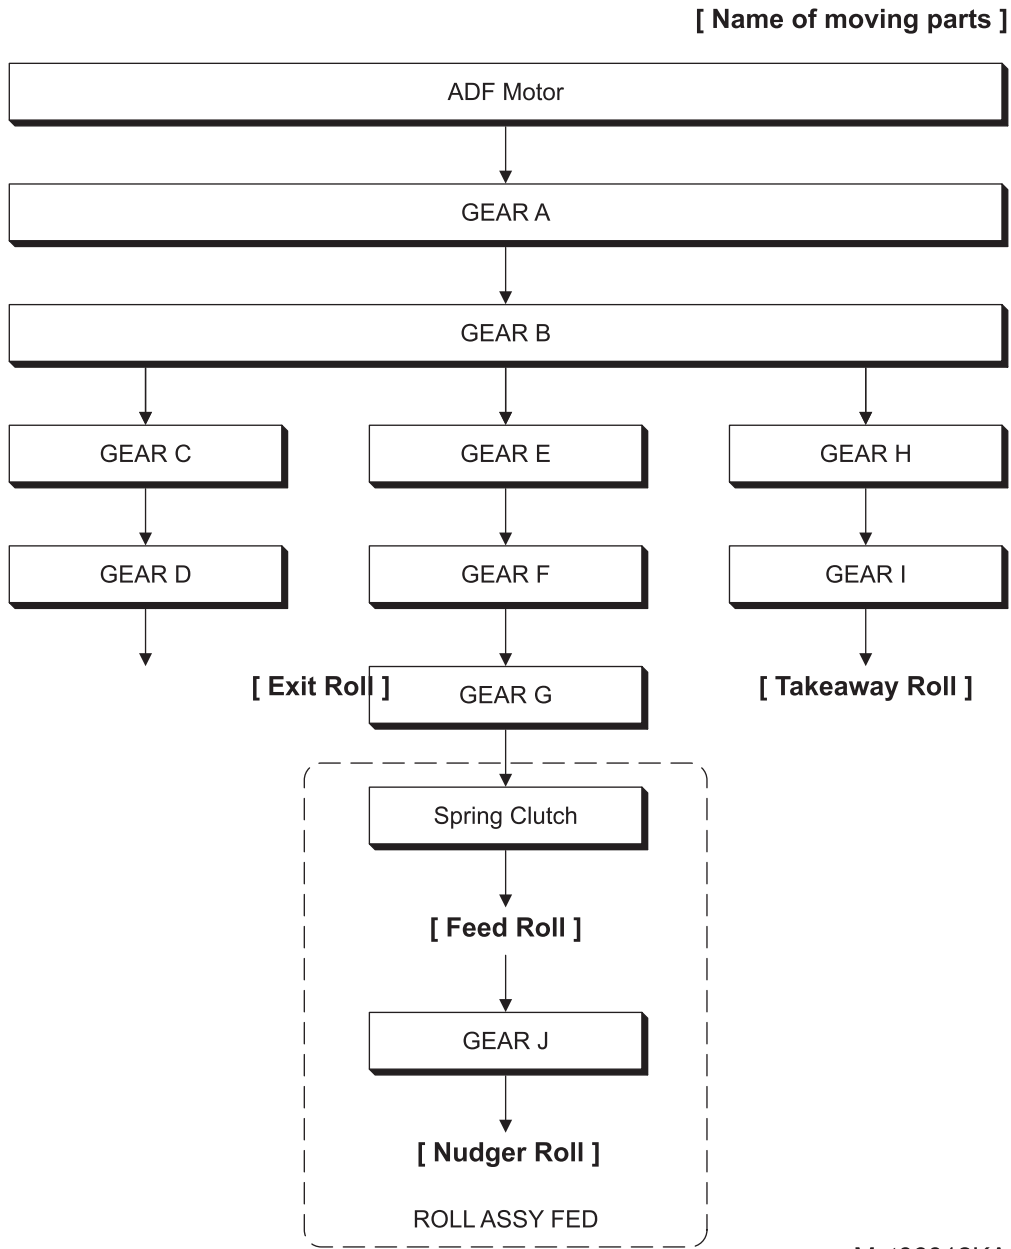 [ Name of moving parts ]
ADF Motor
GEAR A
GEAR B
GEAR C
GEAR E
GEAR H
GEAR D
GEAR F
GEAR I
[ Exit Roll ]
GEAR G
[ Takeaway Roll ]
Spring Clutch
[ Feed Roll ]
GEAR J
[ Nudger Roll ]
ROLL ASSY FED